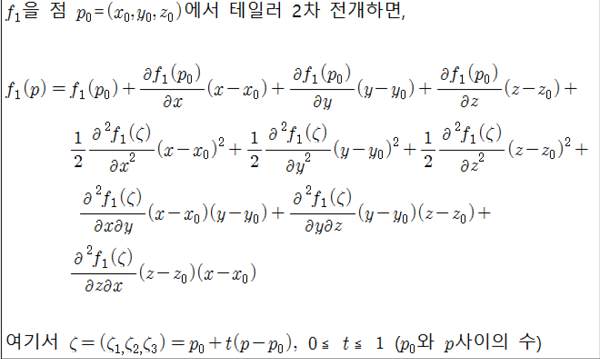 f₁을 점 p₀=(x₀,y₀,z₀)에서 테일러 2차 전개하면,
f₁(p)=f₁(p₀)+∂f₁(p₀)/∂x (x−x₀)+∂f₁(p₀)/∂y (y−y₀)+∂f₁(p₀)/∂z (z−z₀)+
1/2 ∂²f₁(ζ)/∂x² (x−x₀)²+1/2 ∂²f₁(ζ)/∂y² (y−y₀)²+1/2 ∂²f₁(ζ)/∂z² (z−z₀)²+
∂²f₁(ζ)/∂x∂y (x−x₀)(y−y₀)+∂²f₁(ζ)/∂y∂z (y−y₀)(z−z₀)+
∂²f₁(ζ)/∂z∂x (z−z₀)(x−x₀)
여기서 ζ=(ζ₁,ζ₂,ζ₃)=p₀+t(p−p₀), 0≦ t≦ 1 (p₀와 p사이의 수)